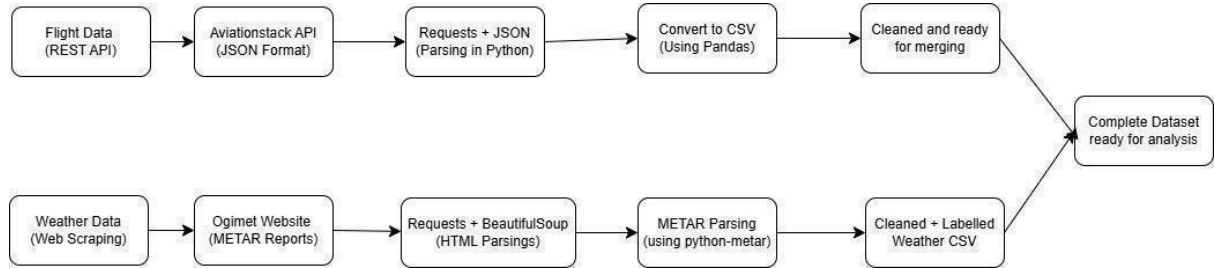 Flight Data
(REST API)
Aviationstack API
(JSON Format)
Requests + JSON
(Parsing in Python)
Convert to CSV
(Using Pandas)
Cleaned and ready
for merging
Complete Dataset
ready for analysis
Weather Data
(Web Scraping)
Ogimet Website
(METAR Reports)
Requests + BeautifulSoup
(HTML Parsings)
METAR Parsing
(using python-metar)
Cleaned + Labelled
Weather CSV